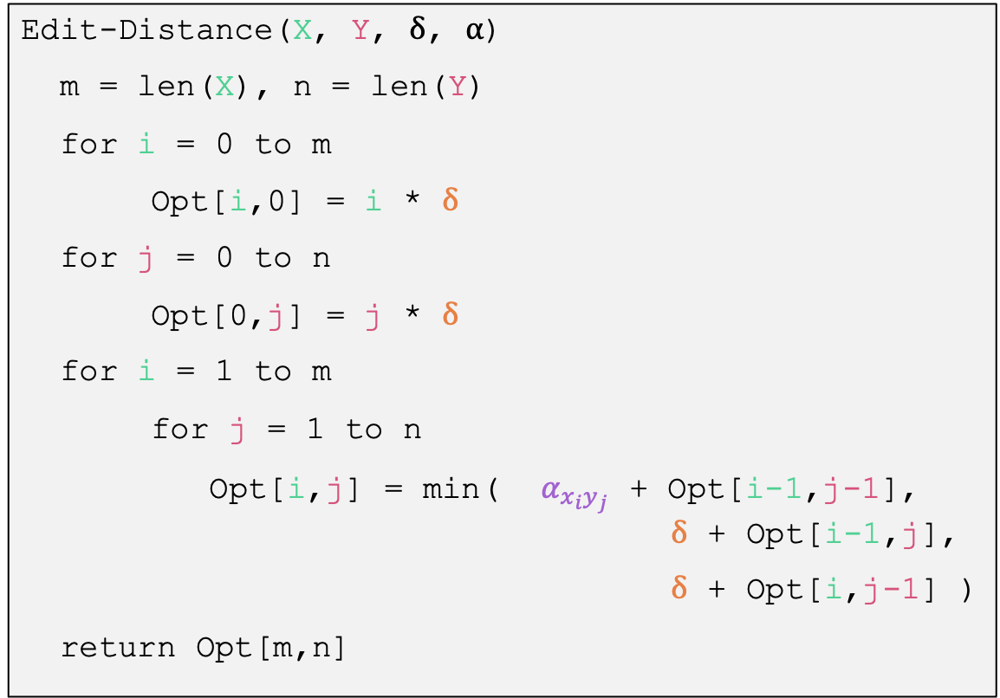 Edit-Distance(X, Y, δ, α)
m = len(X), n = len(Y)
for i = 0 to m
Opt[i,0] = i * δ
for j = 0 to n
Opt[0,j] = j * δ
for i = 1 to m
for j = 1 to n
Opt[i,j] = min( α_{x_i y_j} + Opt[i-1,j-1],
δ + Opt[i-1,j],
δ + Opt[i,j-1] )
return Opt[m,n]